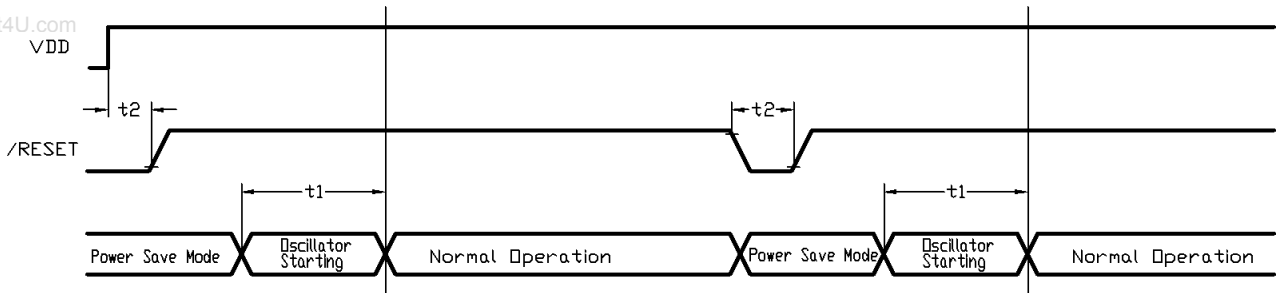 t4U.com
VDD
t2
t2
/RESET
t1
t1
Power Save Mode
Oscillator
Starting
Normal Operation
Power Save Mode
Oscillator
Starting
Normal Operation